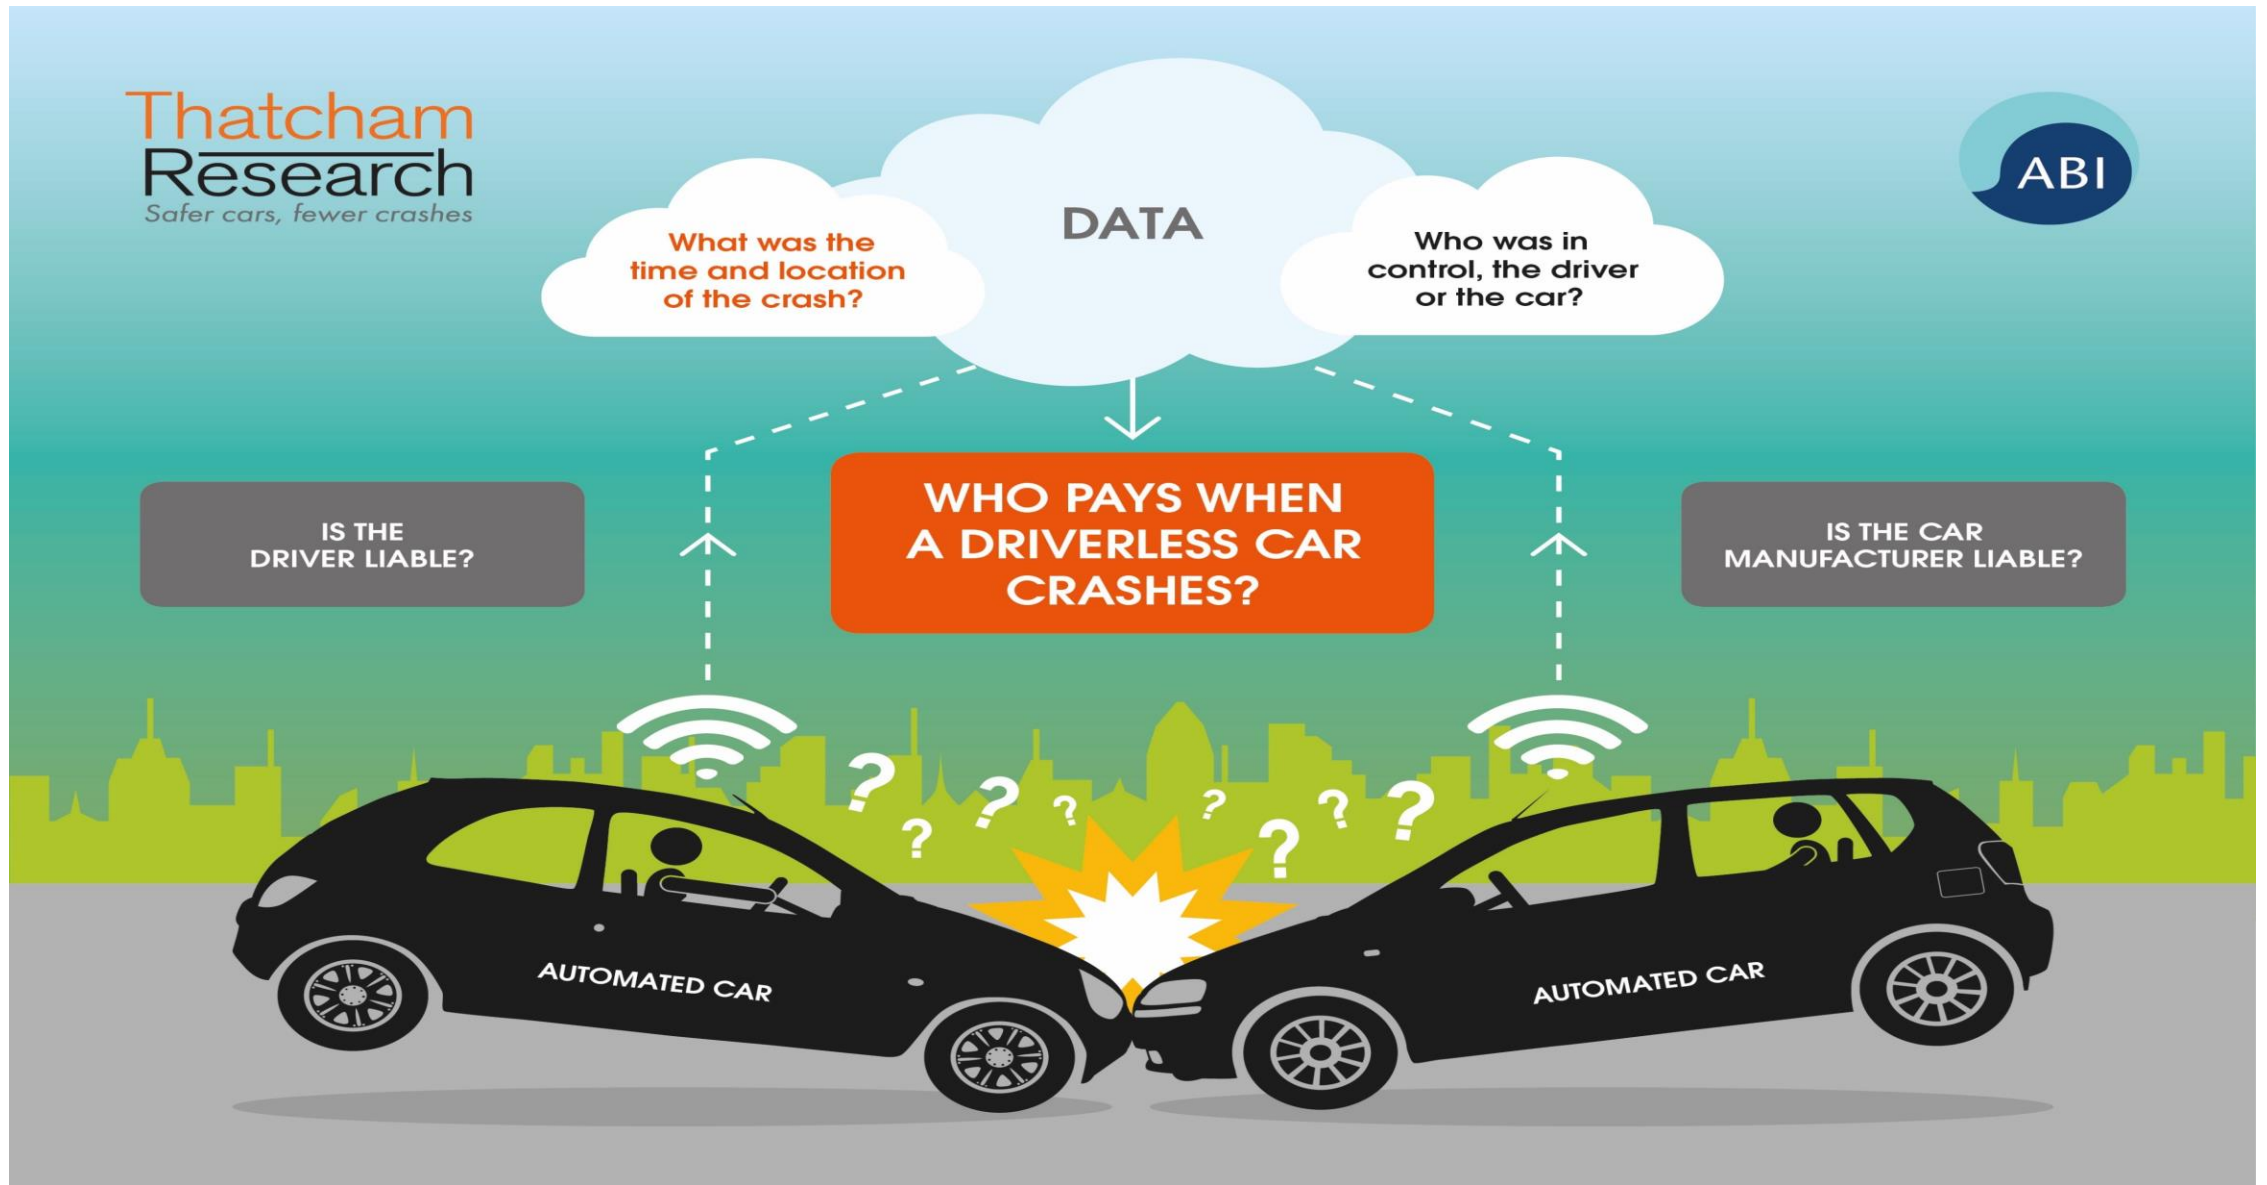 Thatcham
Research
Safer cars, fewer crashes
ABI
DATA
What was the
time and location
of the crash?
Who was in
control, the driver
or the car?
IS THE
DRIVER LIABLE?
WHO PAYS WHEN
A DRIVERLESS CAR
CRASHES?
IS THE CAR
MANUFACTURER LIABLE?
? ? ? ? ? ? ? ?
AUTOMATED CAR
AUTOMATED CAR